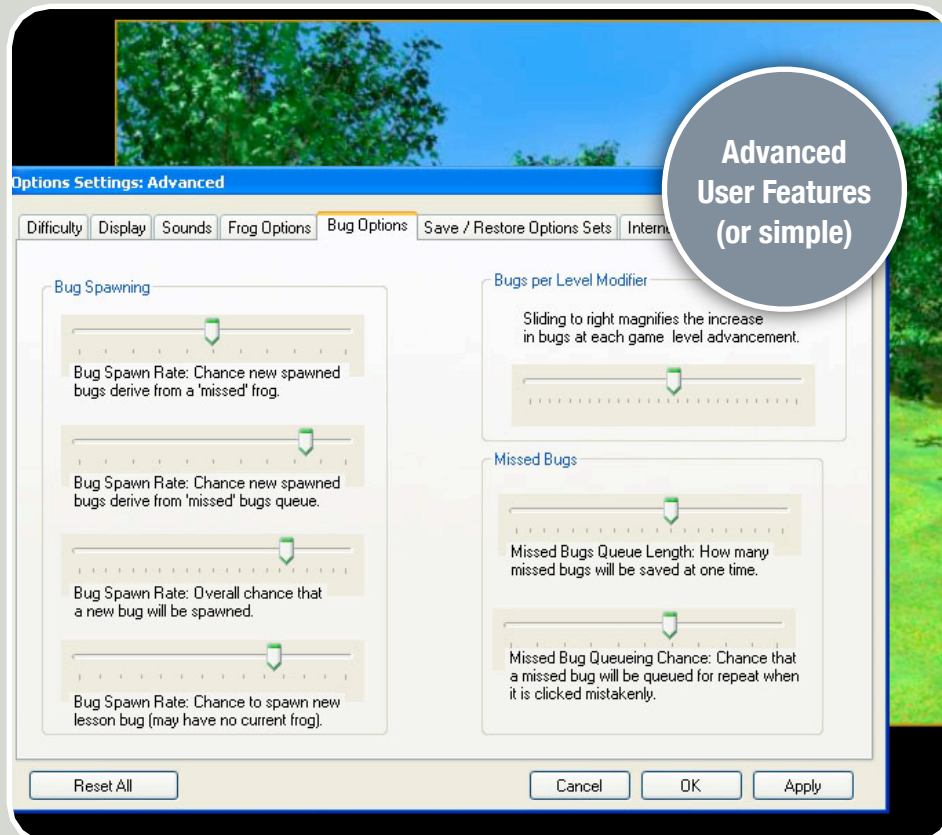 Advanced
User Features
(or simple)
Options Settings: Advanced
Difficulty Display Sounds Frog Options Bug Options Save / Restore Options Sets
Bug Spawning
Bug Spawn Rate: Chance new spawned
bugs derive from a 'missed' frog.
Bug Spawn Rate: Chance new spawned
bugs derive from 'missed' bugs queue.
Bug Spawn Rate: Overall chance that
a new bug will be spawned.
Bug Spawn Rate: Chance to spawn new
lesson bug (may have no current frog).
Bugs per Level Modifier
Sliding to right magnifies the increase
in bugs at each game level advancement.
Missed Bugs
Missed Bugs Queue Length: How many
missed bugs will be saved at one time.
Missed Bug Queueing Chance: Chance that
a missed bug will be queued for repeat when
it is clicked mistakenly.
Reset All Cancel OK Apply